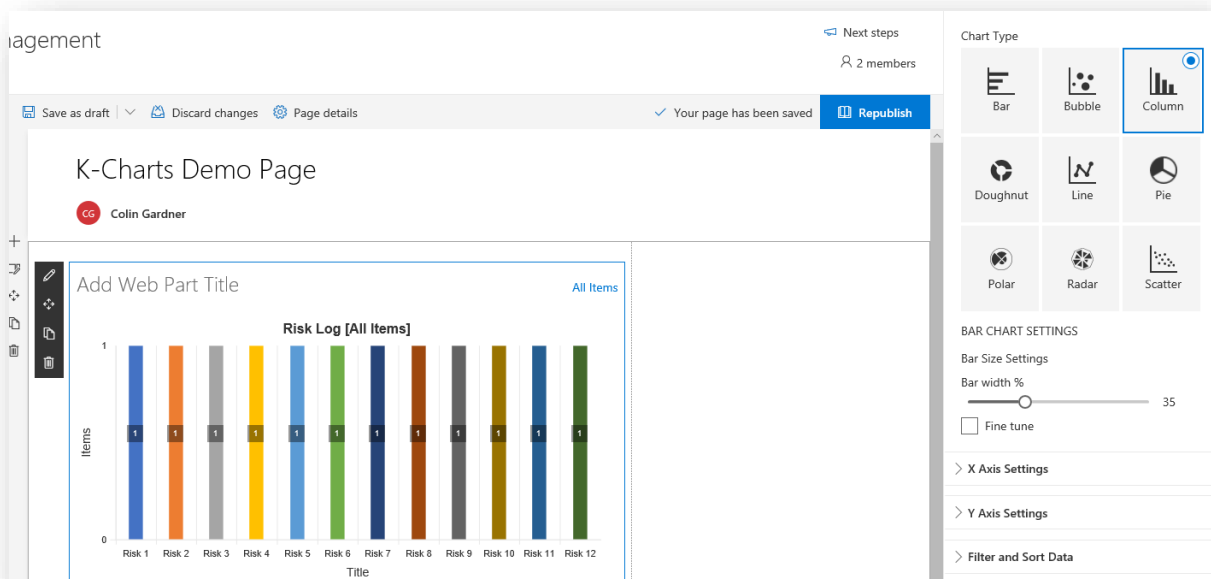 nagement
Next steps
2 members
Save as draft
Discard changes
Page details
Your page has been saved
Republish
K-Charts Demo Page
CG
Colin Gardner
Add Web Part Title
All Items
Risk Log [All Items]
1
1 1 1 1 1 1 1 1 1 1 1 1
Items
0
Risk 1 Risk 2 Risk 3 Risk 4 Risk 5 Risk 6 Risk 7 Risk 8 Risk 9 Risk 10 Risk 11 Risk 12
Title
Chart Type
Bar Bubble Column
Doughnut Line Pie
Polar Radar Scatter
BAR CHART SETTINGS
Bar Size Settings
Bar width %
35
Fine tune
X Axis Settings
Y Axis Settings
Filter and Sort Data